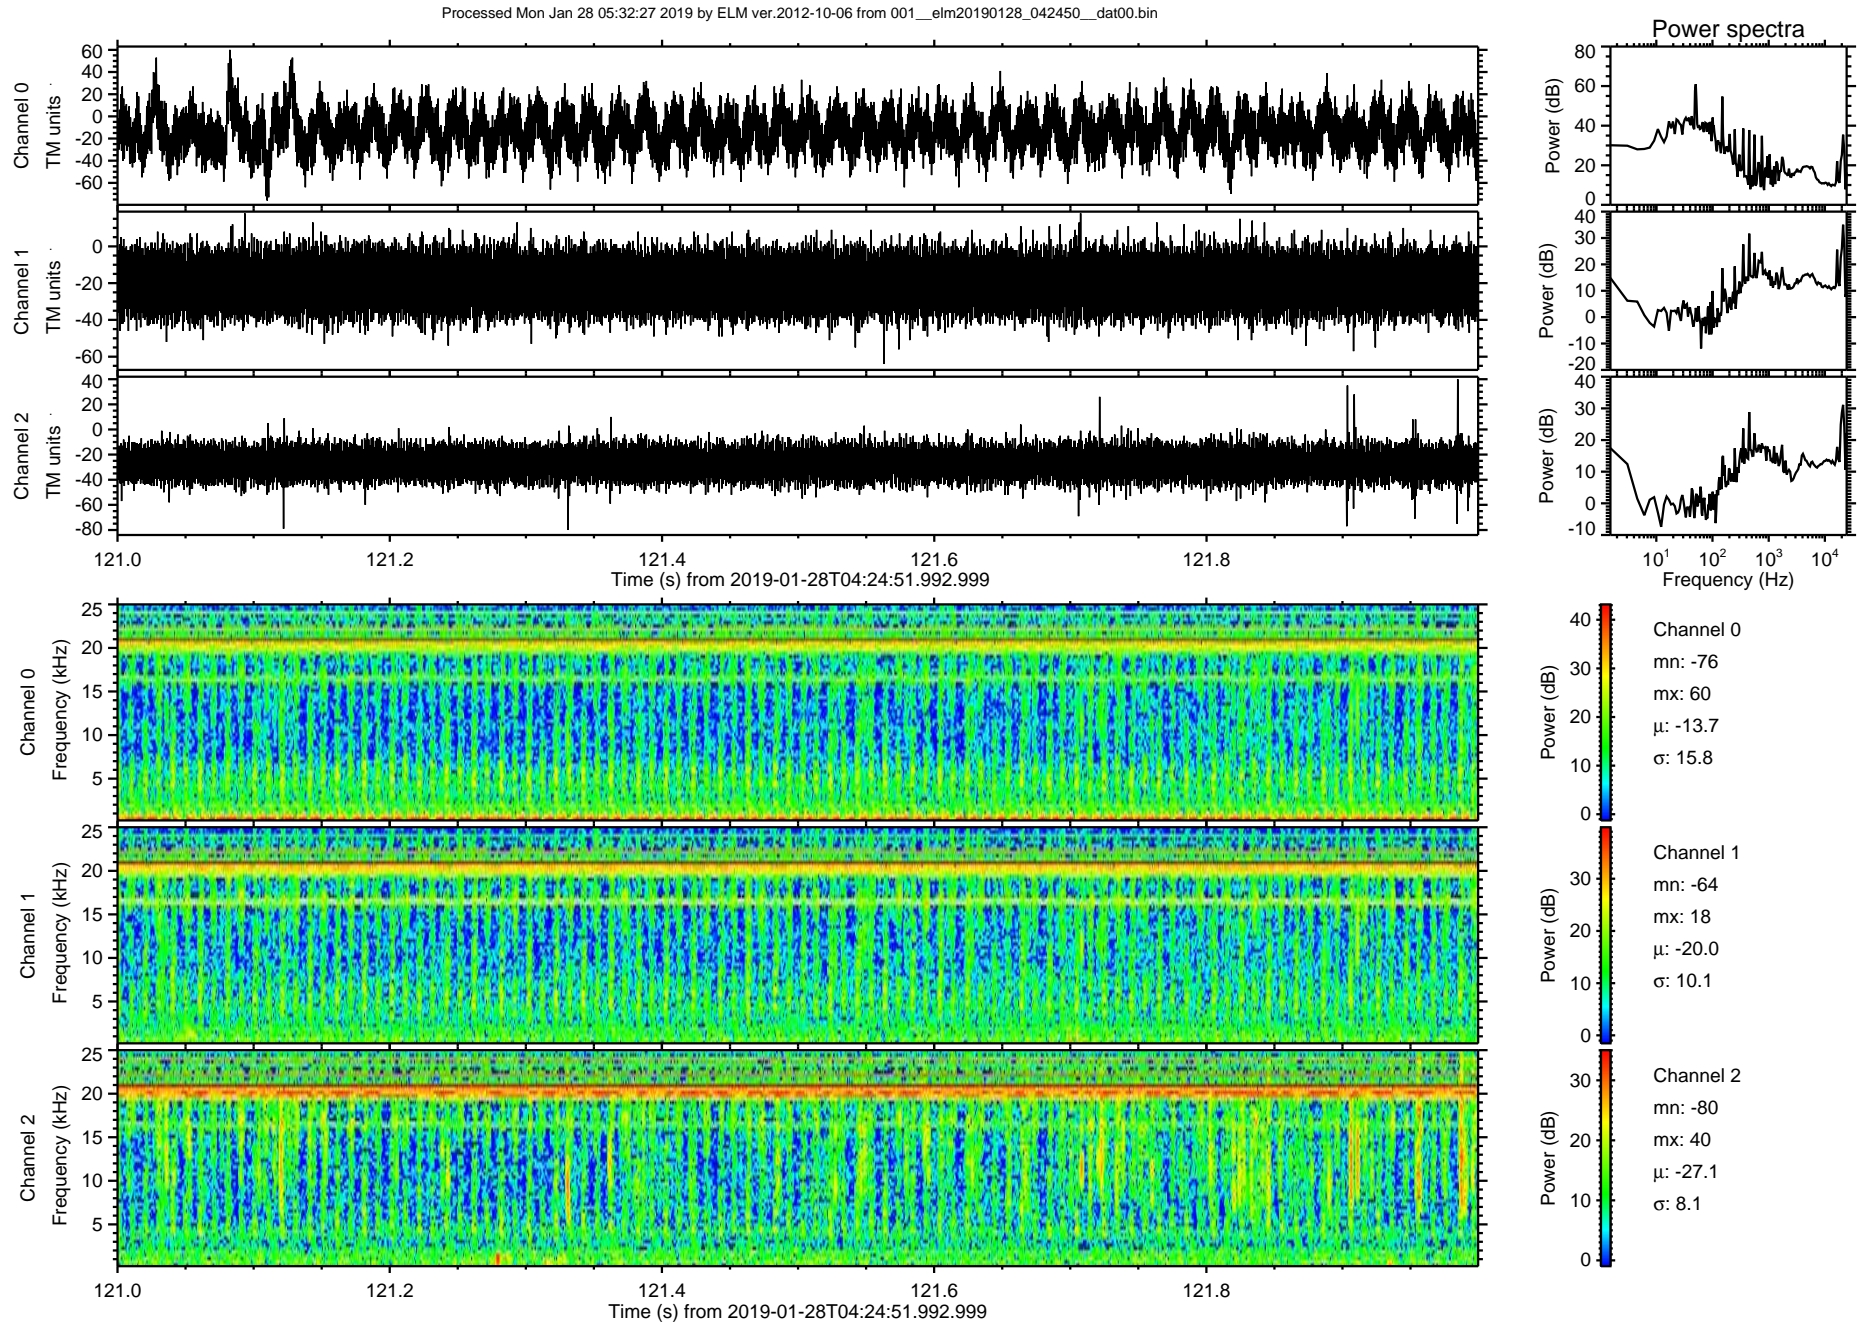 Processed Mon Jan 28 05:32:27 2019 by ELM ver.2012-10-06 from 001__elm20190128_042450__dat00.bin
Power spectra
Channel 0
TM units
60
40
20
0
-20
-40
-60
Power (dB)
80
60
40
20
0
Channel 1
TM units
0
-20
-40
-60
Power (dB)
40
30
20
10
0
-10
-20
Channel 2
TM units
40
20
0
-20
-40
-60
-80
Power (dB)
40
30
20
10
0
-10
121.0 121.2 121.4 121.6 121.8
Time (s) from 2019-01-28T04:24:51.992.999
10¹ 10² 10³ 10⁴
Frequency (Hz)
Channel 0
Frequency (kHz)
25
20
15
10
5
Power (dB)
40
30
20
10
0
Channel 0
mn: -76
mx: 60
μ: -13.7
σ: 15.8
Channel 1
Frequency (kHz)
25
20
15
10
5
Power (dB)
30
20
10
0
Channel 1
mn: -64
mx: 18
μ: -20.0
σ: 10.1
Channel 2
Frequency (kHz)
25
20
15
10
5
Power (dB)
30
20
10
0
Channel 2
mn: -80
mx: 40
μ: -27.1
σ: 8.1
121.0 121.2 121.4 121.6 121.8
Time (s) from 2019-01-28T04:24:51.992.999